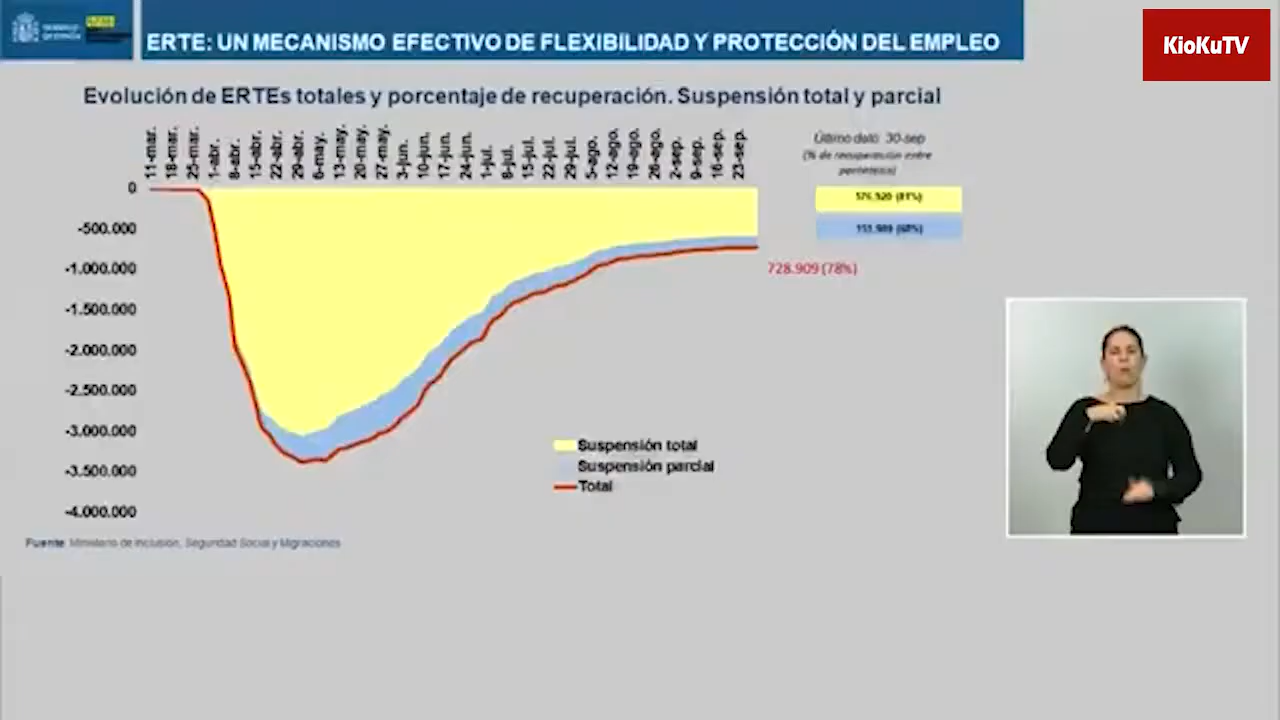 KioKuTV
ERTE: UN MECANISMO EFECTIVO DE FLEXIBILIDAD Y PROTECCIÓN DEL EMPLEO
Evolución de ERTEs totales y porcentaje de recuperación. Suspensión total y parcial
11-mar.
18-mar.
25-mar.
1-abr.
8-abr.
15-abr.
22-abr.
29-abr.
6-may.
13-may.
20-may.
27-may.
3-jun.
10-jun.
17-jun.
24-jun.
1-jul.
8-jul.
15-jul.
22-jul.
29-jul.
5-ago.
12-ago.
19-ago.
26-ago.
2-sep.
9-sep.
16-sep.
23-sep.
Último dato: 30-sep
(% de recuperación entre
paréntesis)
0
-500.000
-1.000.000
-1.500.000
-2.000.000
-2.500.000
-3.000.000
-3.500.000
-4.000.000
728.909 (78%)
Suspensión total
Suspensión parcial
Total
Fuente: Ministerio de Inclusión, Seguridad Social y Migraciones